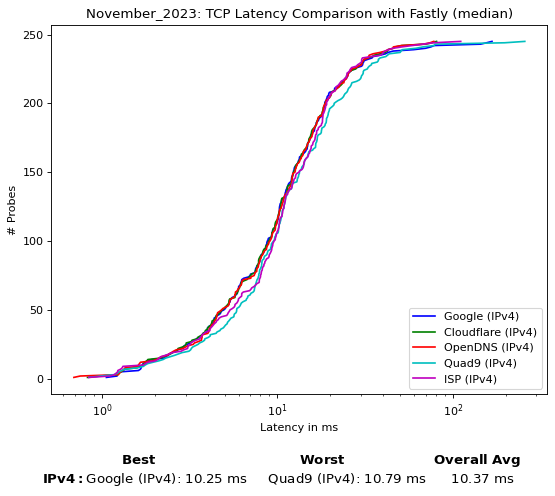 November_2023: TCP Latency Comparison with Fastly (median)
250
200
150
100
50
0
# Probes
Google (IPv4)
Cloudflare (IPv4)
OpenDNS (IPv4)
Quad9 (IPv4)
ISP (IPv4)
10⁰ 10¹ 10²
Latency in ms
Best Worst Overall Avg
IPv4: Google (IPv4): 10.25 ms Quad9 (IPv4): 10.79 ms 10.37 ms